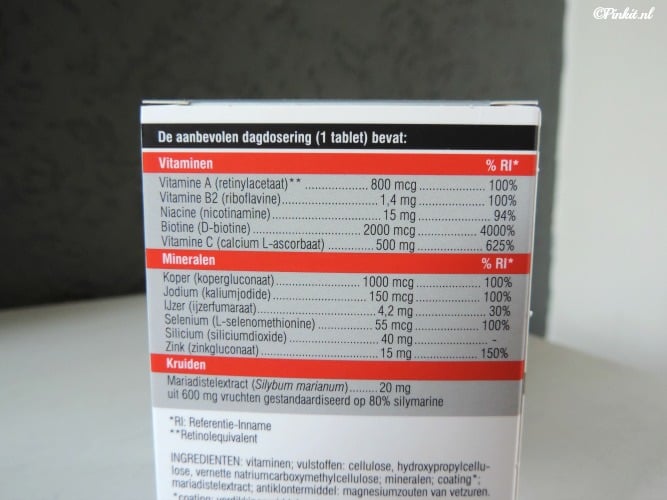 ©Pinkit.nl
De aanbevolen dagdosering (1 tablet) bevat:
Vitaminen % RI*
Vitamine A (retinylacetaat)** 800 mcg 100%
Vitamine B2 (riboflavine) 1,4 mg 100%
Niacine (nicotinamine) 15 mg 94%
Biotine (D-biotine) 2000 mcg 4000%
Vitamine C (calcium L-ascorbaat) 500 mg 625%
Mineralen % RI*
Koper (kopergluconaat) 1000 mcg 100%
Jodium (kaliumjodide) 150 mcg 100%
IJzer (ijzerfumaraat) 4,2 mg 30%
Selenium (L-selenomethionine) 55 mcg 100%
Silicium (siliciumdioxide) 40 mg -
Zink (zinkgluconaat) 15 mg 150%
Kruiden
Mariadistelextract (Silybum marianum) 20 mg
uit 600 mg vruchten gestandaardiseerd op 80% silymarine
*RI: Referentie-Inname
**Retinolequivalent
INGREDIENTEN: vitaminen; vulstoffen: cellulose, hydroxypropylcellu-
lose, vernette natriumcarboxymethylcellulose; mineralen; coating*;
mariadistelextract; antiklontermiddel: magnesiumzouten van vetzuren.